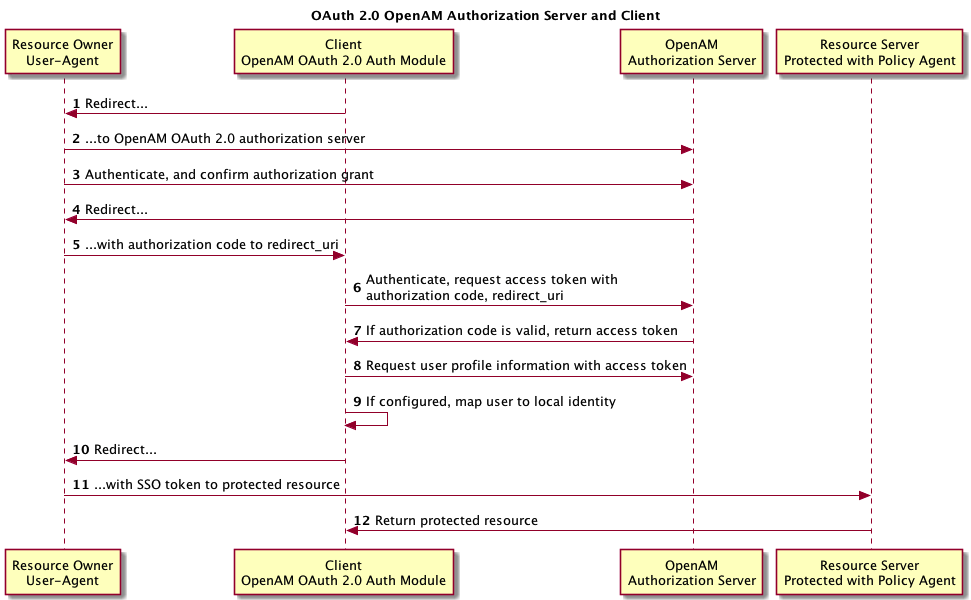 OAuth 2.0 OpenAM Authorization Server and Client
Resource Owner
User-Agent
Client
OpenAM OAuth 2.0 Auth Module
OpenAM
Authorization Server
Resource Server
Protected with Policy Agent
1 Redirect...
2 ...to OpenAM OAuth 2.0 authorization server
3 Authenticate, and confirm authorization grant
4 Redirect...
5 ...with authorization code to redirect_uri
6 Authenticate, request access token with
authorization code, redirect_uri
7 If authorization code is valid, return access token
8 Request user profile information with access token
9 If configured, map user to local identity
10 Redirect...
11 ...with SSO token to protected resource
12 Return protected resource
Resource Owner
User-Agent
Client
OpenAM OAuth 2.0 Auth Module
OpenAM
Authorization Server
Resource Server
Protected with Policy Agent